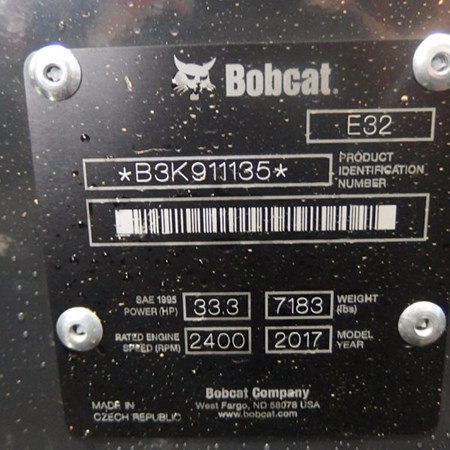 Bobcat.
E32
*B3K911135*
PRODUCT
IDENTIFICATION
NUMBER
SAE 1995
POWER (HP)
33.3
7183
WEIGHT
(lbs)
RATED ENGINE
SPEED (RPM)
2400
2017
MODEL
YEAR
Bobcat Company
West Fargo, ND 58078 USA
www.bobcat.com
MADE IN
CZECH REPUBLIC